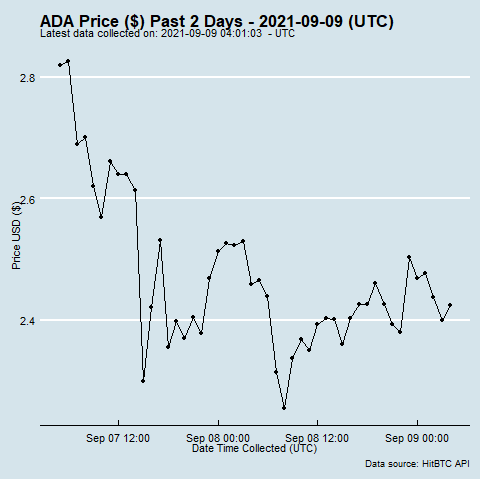 ADA Price ($) Past 2 Days - 2021-09-09 (UTC)
Latest data collected on: 2021-09-09 04:01:03 - UTC
2.8
2.6
2.4
Price USD ($)
Sep 07 12:00
Sep 08 00:00
Sep 08 12:00
Sep 09 00:00
Date Time Collected (UTC)
Data source: HitBTC API